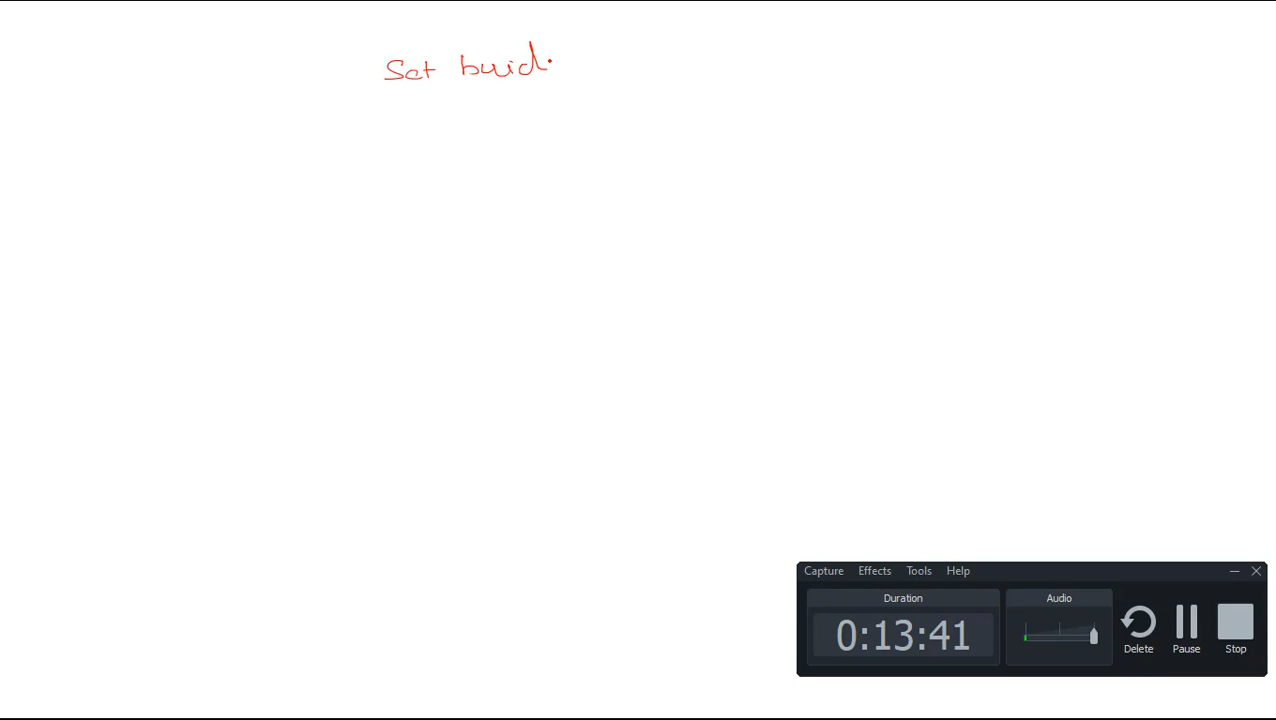 Set buid
Capture Effects Tools Help
Duration Audio
0:13:41
Delete Pause Stop